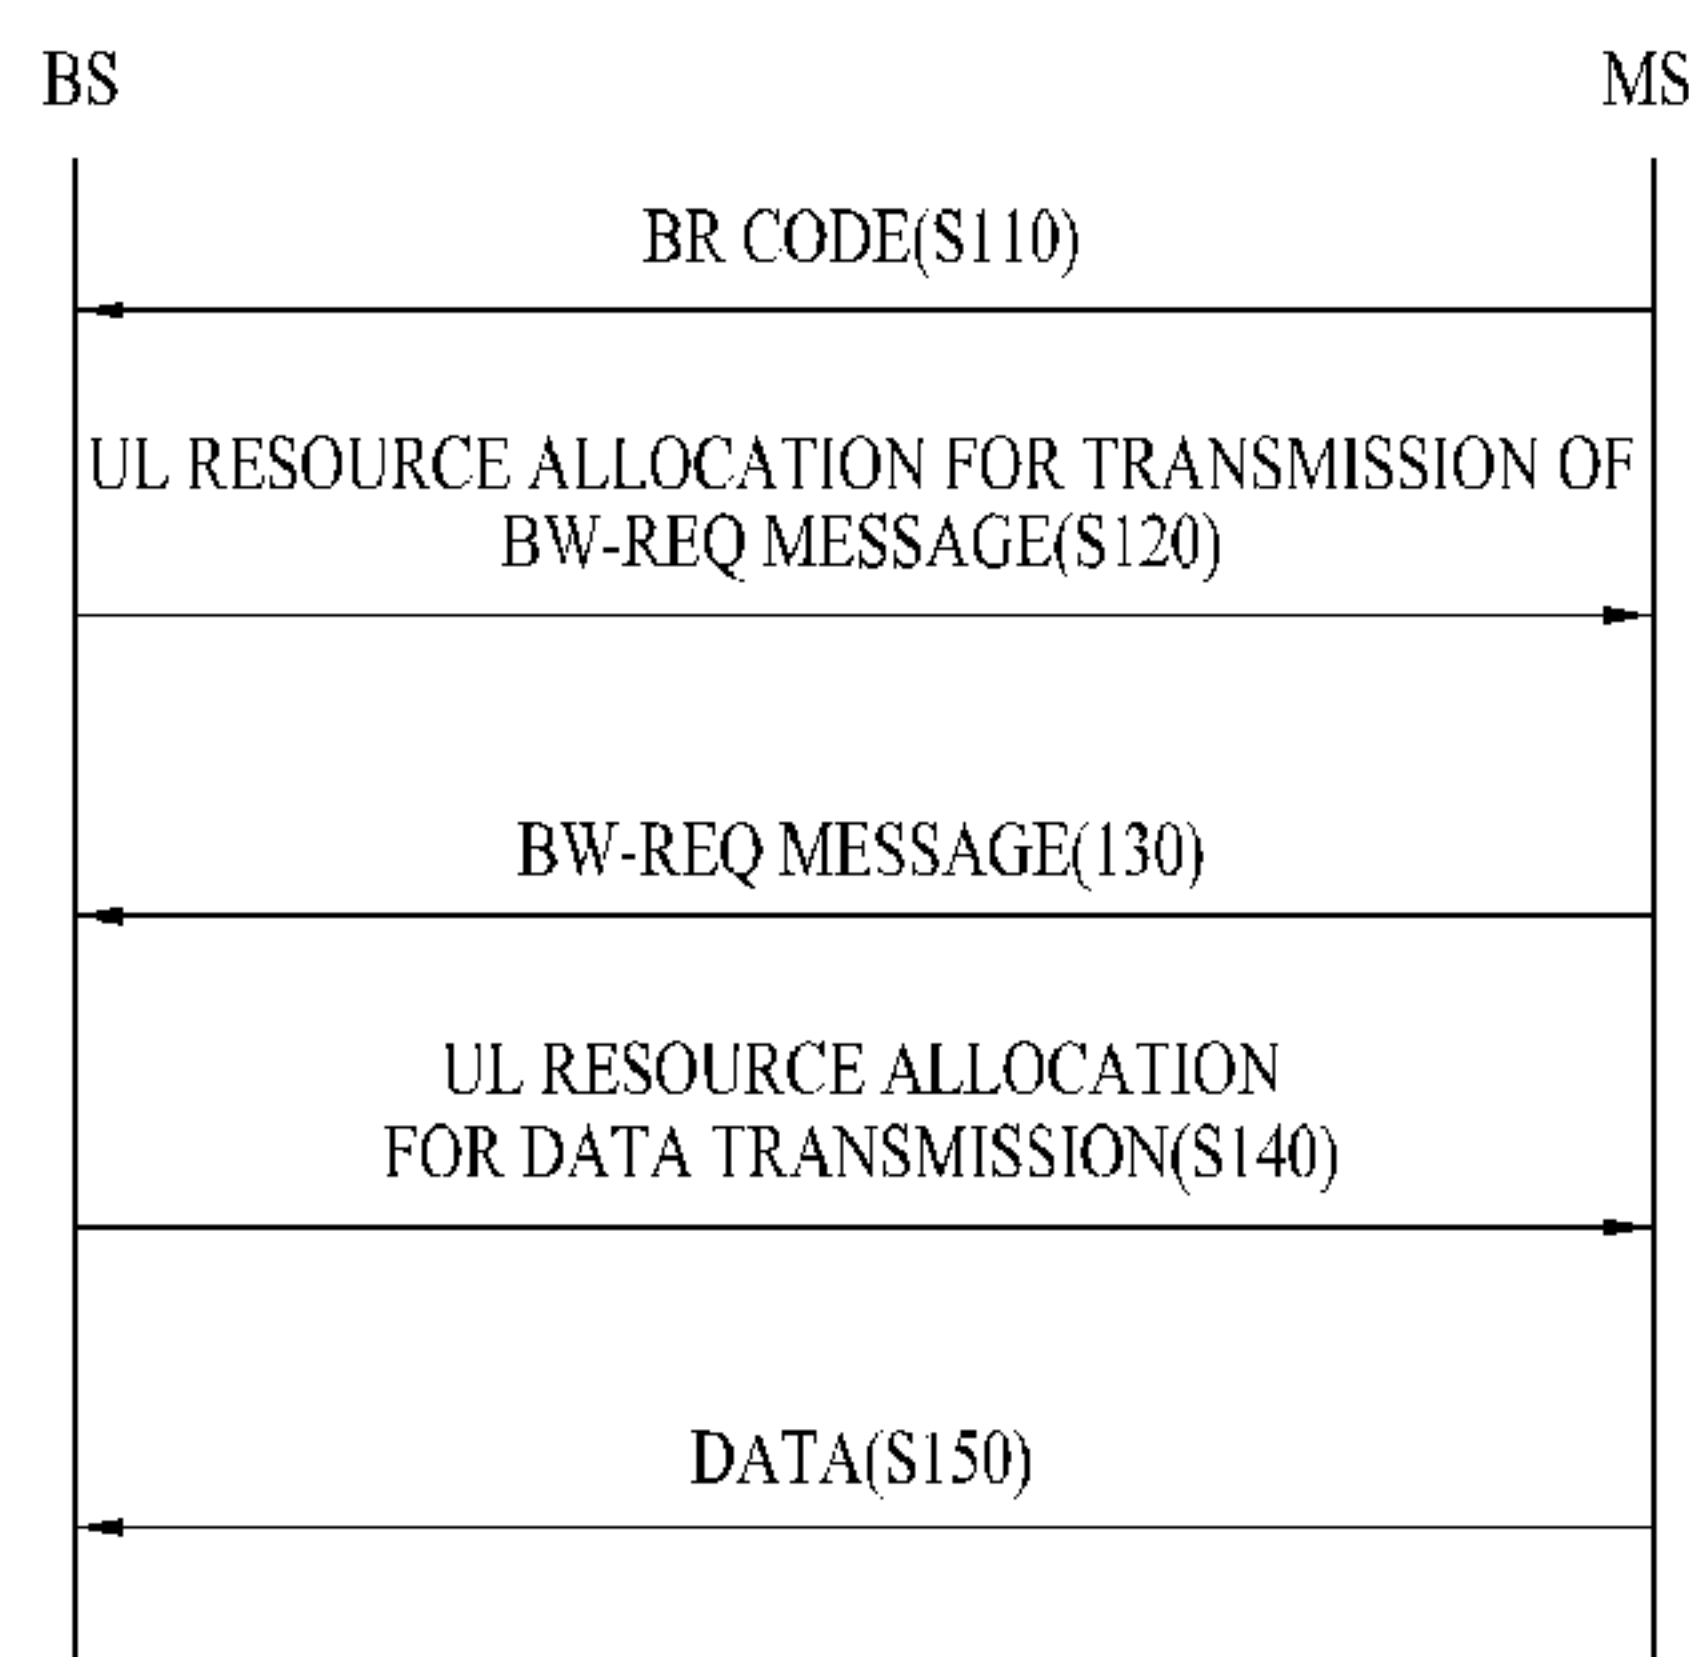 BS
MS
BR CODE(S110)
UL RESOURCE ALLOCATION FOR TRANSMISSION OF
BW-REQ MESSAGE(S120)
BW-REQ MESSAGE(130)
UL RESOURCE ALLOCATION
FOR DATA TRANSMISSION(S140)
DATA(S150)